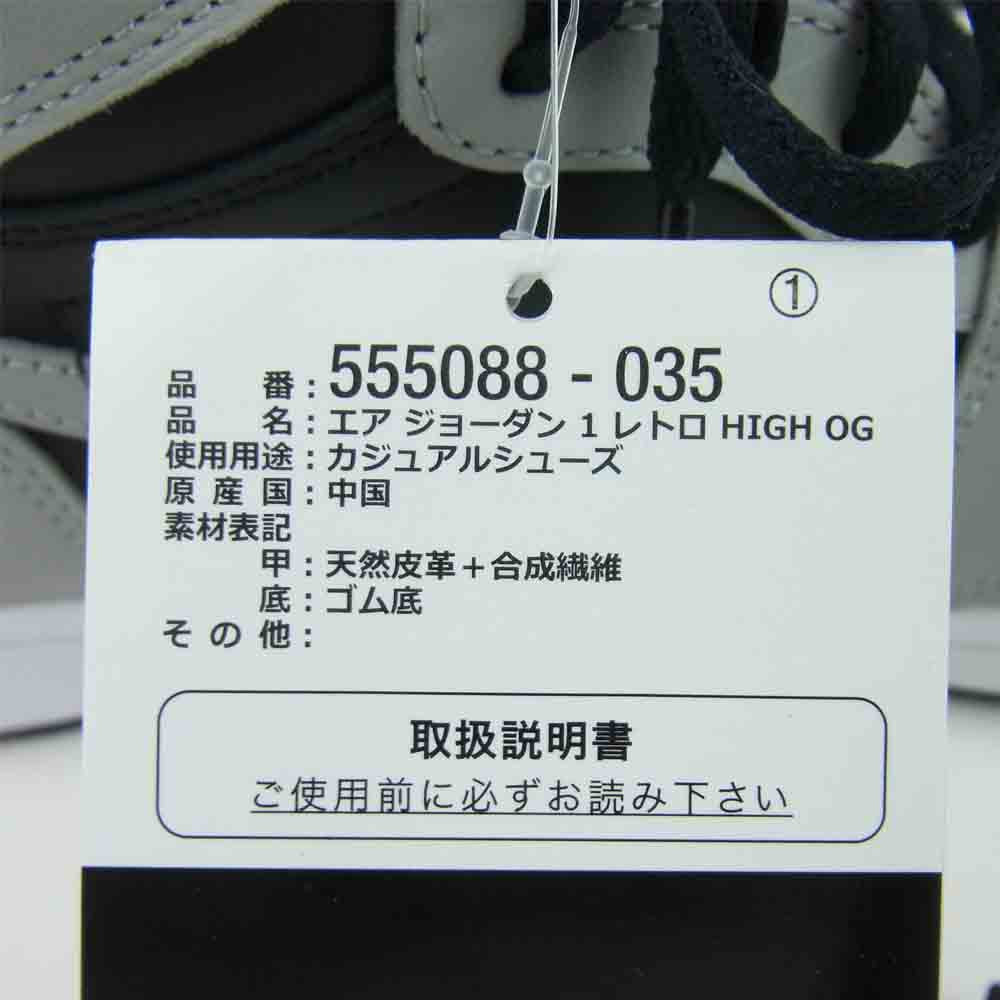 ①
品番:555088 - 035
品名:エア ジョーダン 1 レトロ HIGH OG
使用用途:カジュアルシューズ
原産国:中国
素材表記
甲:天然皮革+合成繊維
底:ゴム底
その他:
取扱説明書
ご使用前に必ずお読み下さい